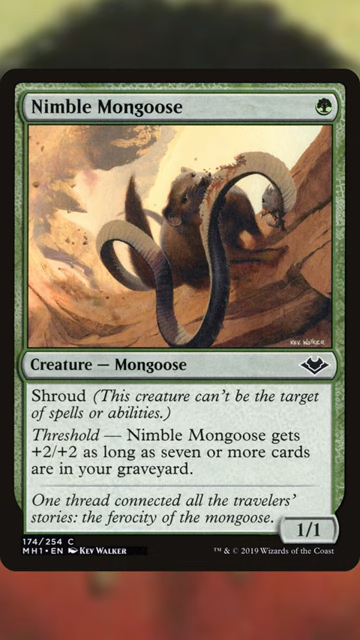 Nimble Mongoose
KEV WALKER
Creature — Mongoose
Shroud (This creature can't be the target
of spells or abilities.)
Threshold — Nimble Mongoose gets
+2/+2 as long as seven or more cards
are in your graveyard.
One thread connected all the travelers'
stories: the ferocity of the mongoose.
1/1
174/254 C
MH1 • EN KEV WALKER
™ & © 2019 Wizards of the Coast